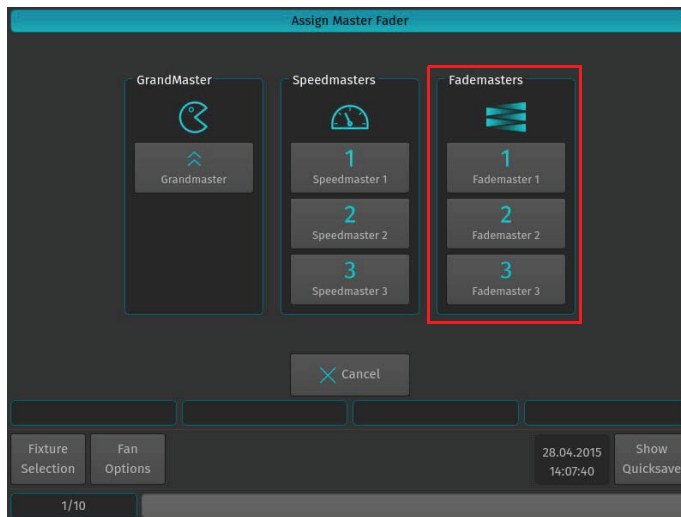 Assign Master Fader
GrandMaster
Grandmaster
Speedmasters
1
Speedmaster 1
2
Speedmaster 2
3
Speedmaster 3
Fademasters
1
Fademaster 1
2
Fademaster 2
3
Fademaster 3
Cancel
Fixture
Selection
Fan
Options
28.04.2015
14:07:40
Show
Quicksave
1/10